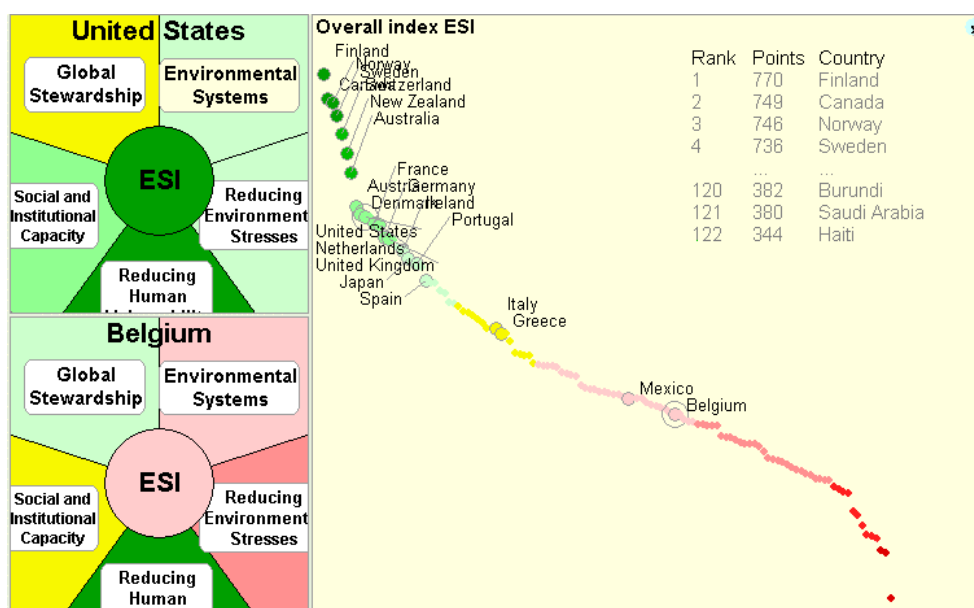 United States
Global
Stewardship
Environmental
Systems
ESI
Social and
Institutional
Capacity
Reducing
Environment
Stresses
Reducing
Human
Belgium
Global
Stewardship
Environmental
Systems
ESI
Social and
Institutional
Capacity
Reducing
Environment
Stresses
Reducing
Human
Overall index ESI
Finland
Norway
Sweden
Canada
Switzerland
New Zealand
Australia
France
Austria
Germany
Denmark
Ireland
Portugal
United States
Netherlands
United Kingdom
Japan
Spain
Italy
Greece
Mexico
Belgium
Rank Points Country
1 770 Finland
2 749 Canada
3 746 Norway
4 736 Sweden
... ...
120 382 Burundi
121 380 Saudi Arabia
122 344 Haiti